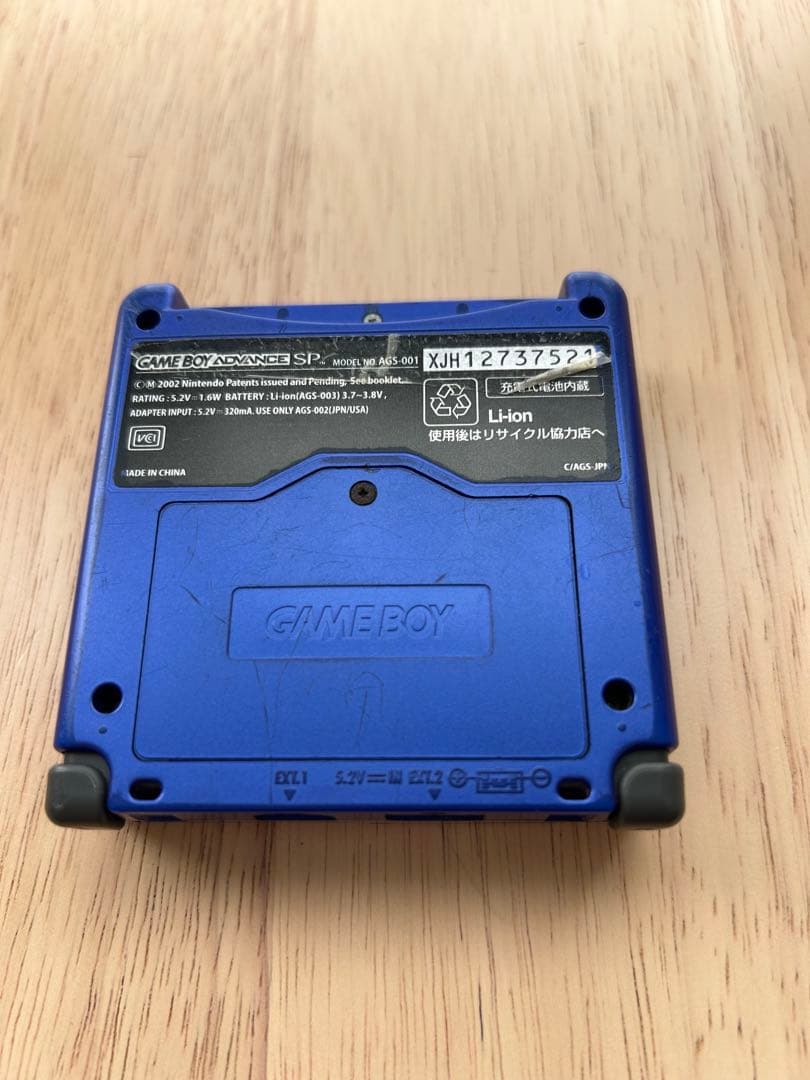 GAME BOY ADVANCE SP™ MODEL NO. AGS-001 XJH12737521
©Ⓜ 2002 Nintendo Patents issued and Pending, See booklet.
RATING : 5.2V⎓1.6W BATTERY : Li-ion(AGS-003) 3.7~3.8V,
ADAPTER INPUT : 5.2V⎓320mA. USE ONLY AGS-002(JPN/USA)
充電式電池内蔵
Li-ion
使用後はリサイクル協力店へ
VCI
MADE IN CHINA
C/AGS-JPN
GAME BOY
EXT.1 5.2V⎓IN EXT.2